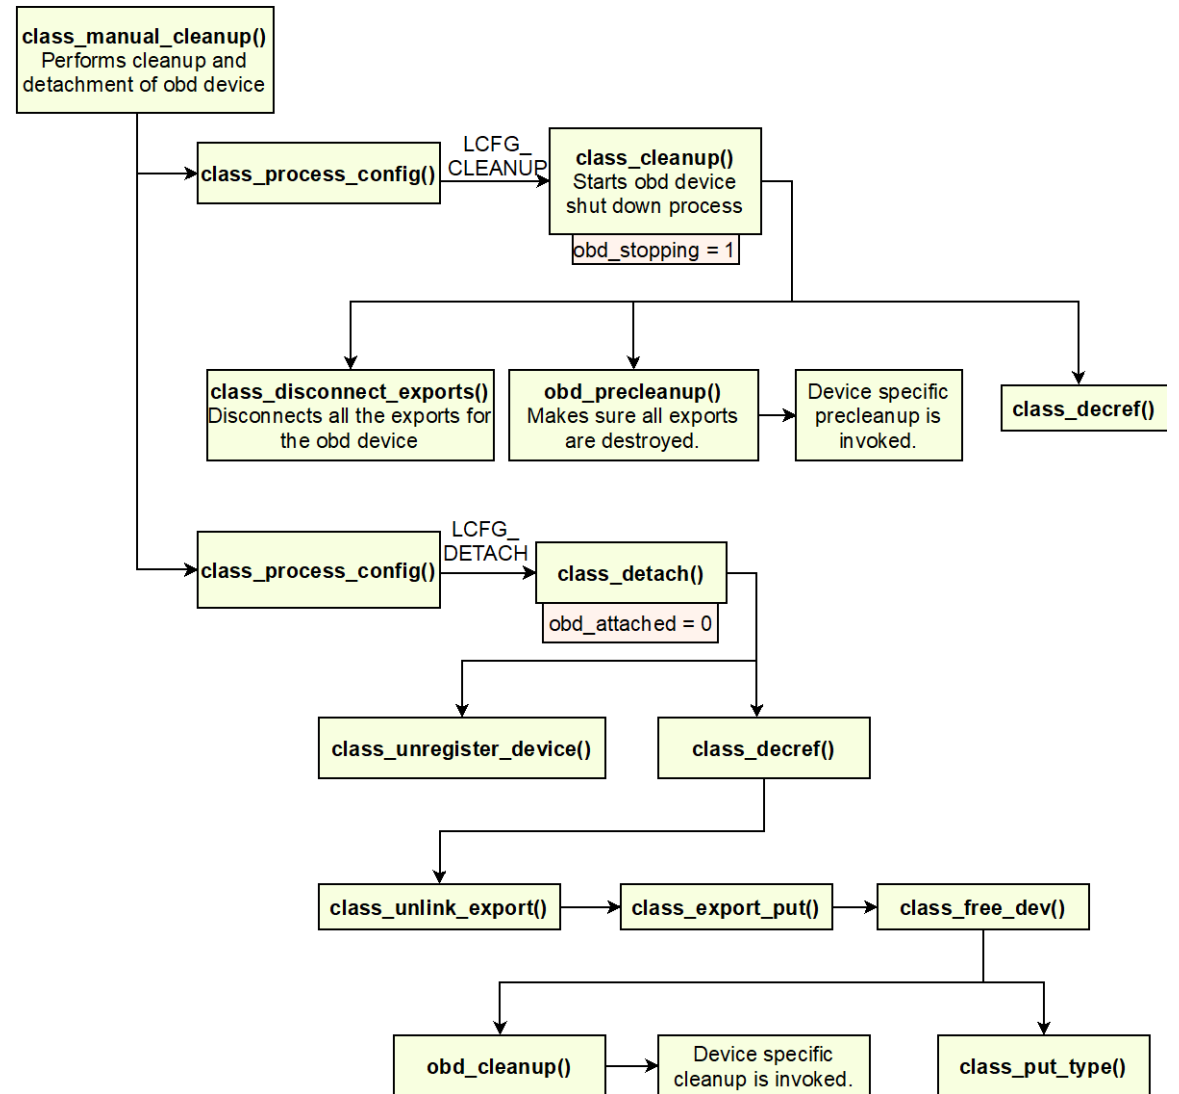 class_manual_cleanup()
Performs cleanup and
detachment of obd device
class_process_config()
LCFG_
CLEANUP
class_cleanup()
Starts obd device
shut down process
obd_stopping = 1
class_disconnect_exports()
Disconnects all the exports for
the obd device
obd_precleanup()
Makes sure all exports
are destroyed.
Device specific
precleanup is
invoked.
class_decref()
class_process_config()
LCFG_
DETACH
class_detach()
obd_attached = 0
class_unregister_device()
class_decref()
class_unlink_export()
class_export_put()
class_free_dev()
obd_cleanup()
Device specific
cleanup is invoked.
class_put_type()